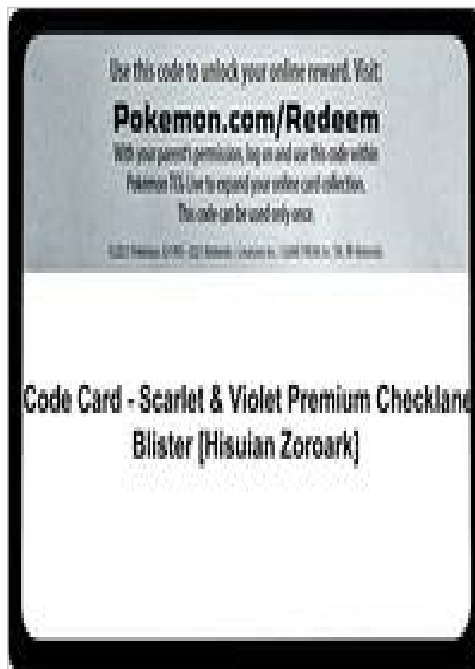 Use this code to unlock your online reward. Visit:
Pokemon.com/Redeem
With your parent's permission, log on and use this code within
Pokémon TCG Live to expand your online card collection.
This code can be used only once.
Code Card - Scarlet & Violet Premium Checklane
Blister [Hisuian Zoroark]